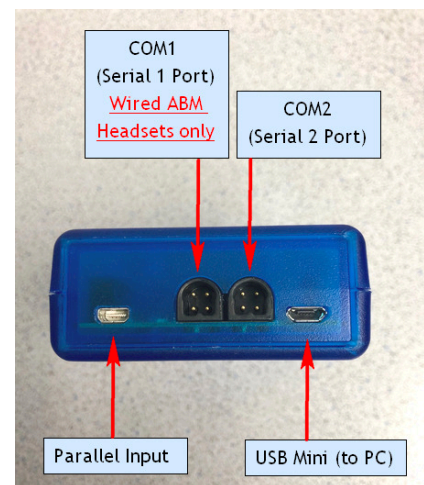 COM1
(Serial 1 Port)
Wired ABM
Headsets only
COM2
(Serial 2 Port)
Parallel Input
USB Mini (to PC)